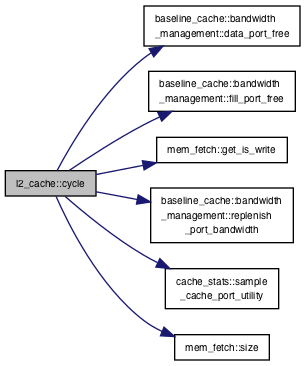 baseline_cache::bandwidth
_management::data_port_free
baseline_cache::bandwidth
_management::fill_port_free
mem_fetch::get_is_write
l2_cache::cycle
baseline_cache::bandwidth
_management::replenish
_port_bandwidth
cache_stats::sample
_cache_port_utility
mem_fetch::size